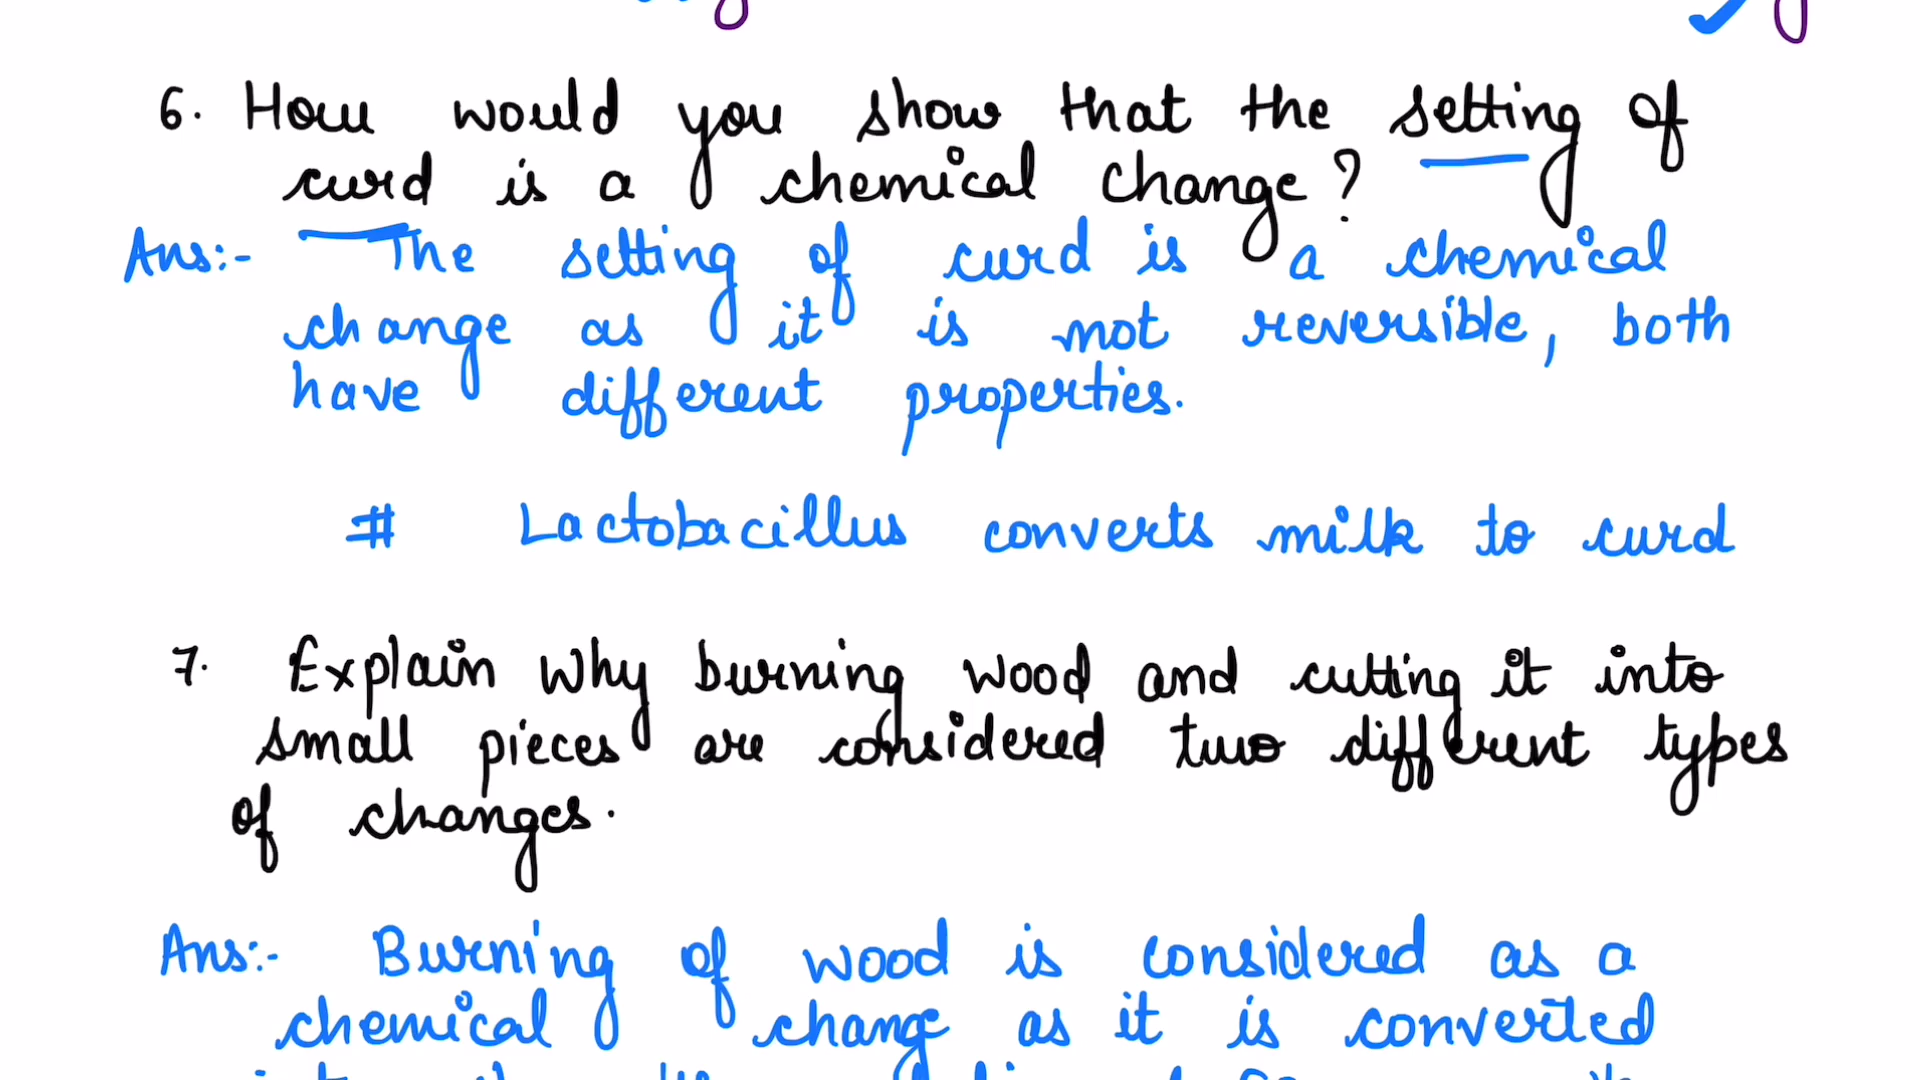 6. How would you show that the setting of
curd is a chemical change?
Ans:- The setting of curd is a chemical
change as it is not reversible, both
have different properties.
# Lactobacillus converts milk to curd
7. Explain why burning wood and cutting it into
small pieces are considered two different types
of changes.
Ans:- Burning of wood is considered as a
chemical change as it is converted